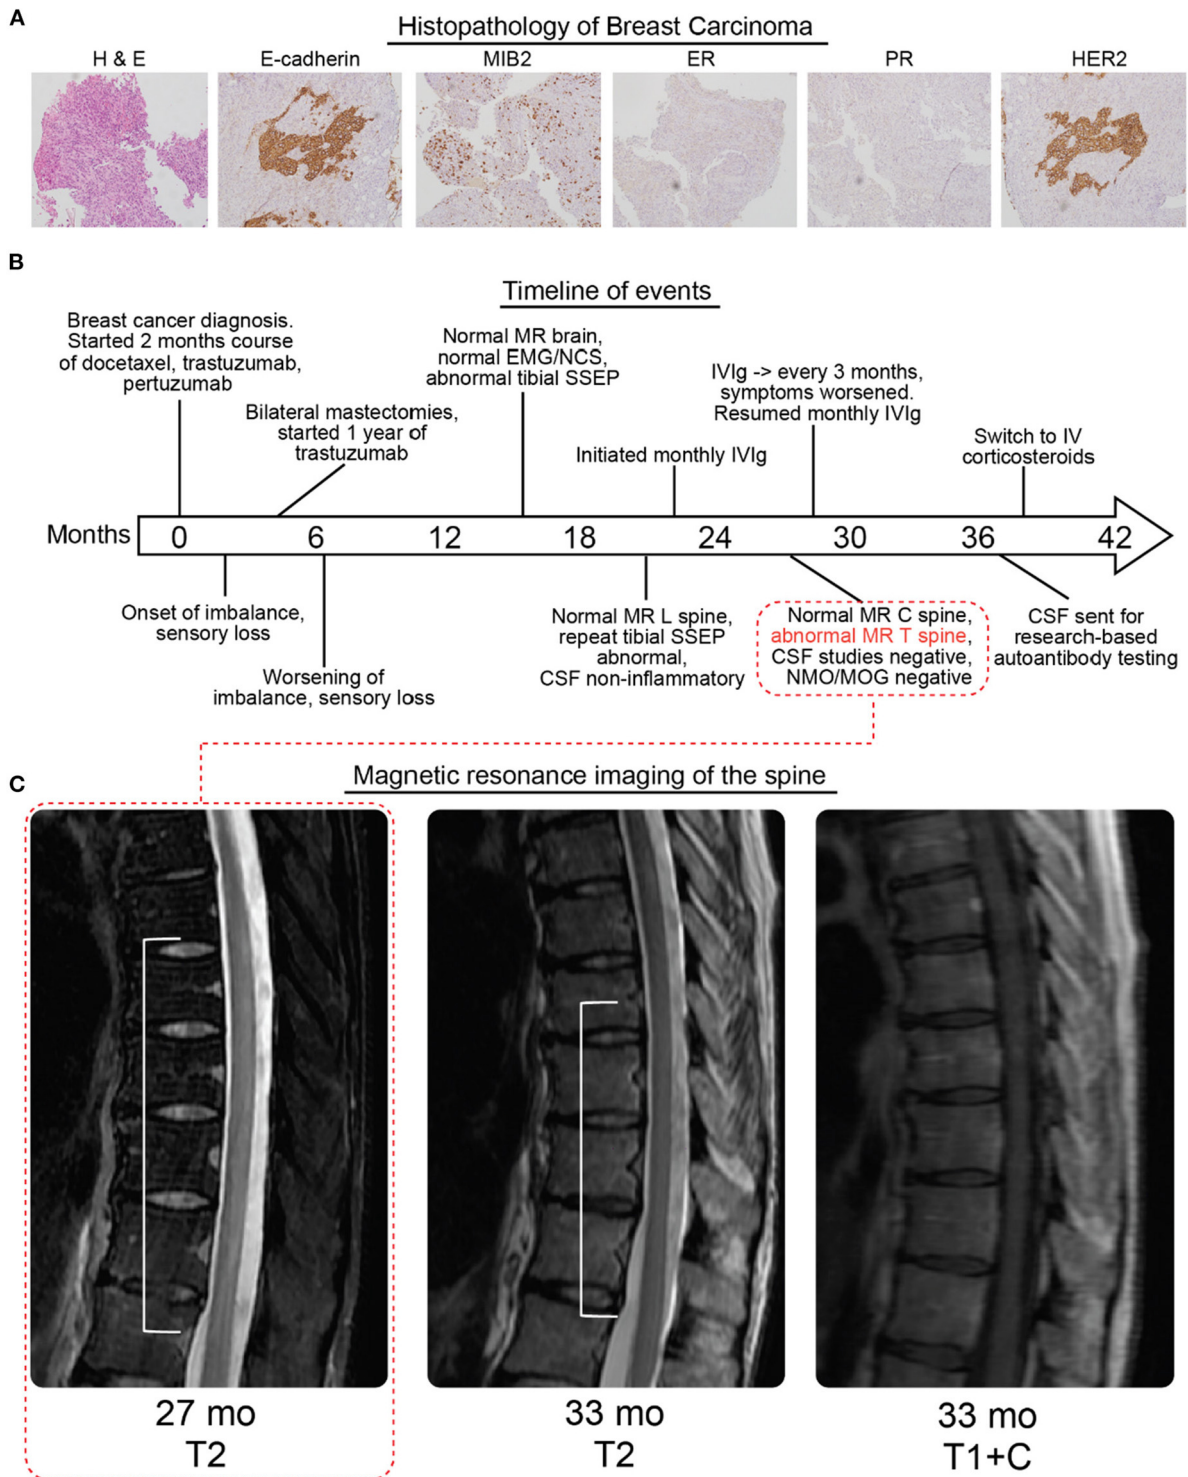 A
Histopathology of Breast Carcinoma
H & E
E-cadherin
MIB2
ER
PR
HER2
B
Timeline of events
Breast cancer diagnosis.
Started 2 months course
of docetaxel, trastuzumab,
pertuzumab
Bilateral mastectomies,
started 1 year of
trastuzumab
Normal MR brain,
normal EMG/NCS,
abnormal tibial SSEP
Initiated monthly IVIg
IVIg -> every 3 months,
symptoms worsened.
Resumed monthly IVIg
Switch to IV
corticosteroids
Months 0 6 12 18 24 30 36 42
Onset of imbalance,
sensory loss
Worsening of
imbalance, sensory loss
Normal MR L spine,
repeat tibial SSEP
abnormal,
CSF non-inflammatory
Normal MR C spine,
abnormal MR T spine,
CSF studies negative,
NMO/MOG negative
CSF sent for
research-based
autoantibody testing
C
Magnetic resonance imaging of the spine
27 mo
T2
33 mo
T2
33 mo
T1+C